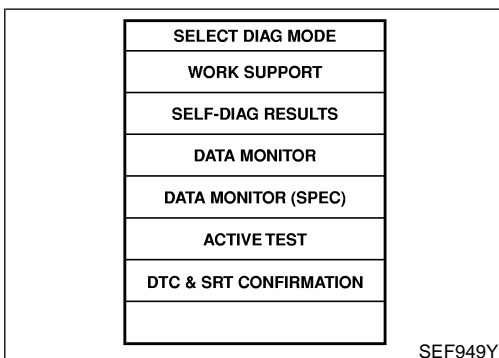 SELECT DIAG MODE
WORK SUPPORT
SELF-DIAG RESULTS
DATA MONITOR
DATA MONITOR (SPEC)
ACTIVE TEST
DTC & SRT CONFIRMATION
SEF949Y